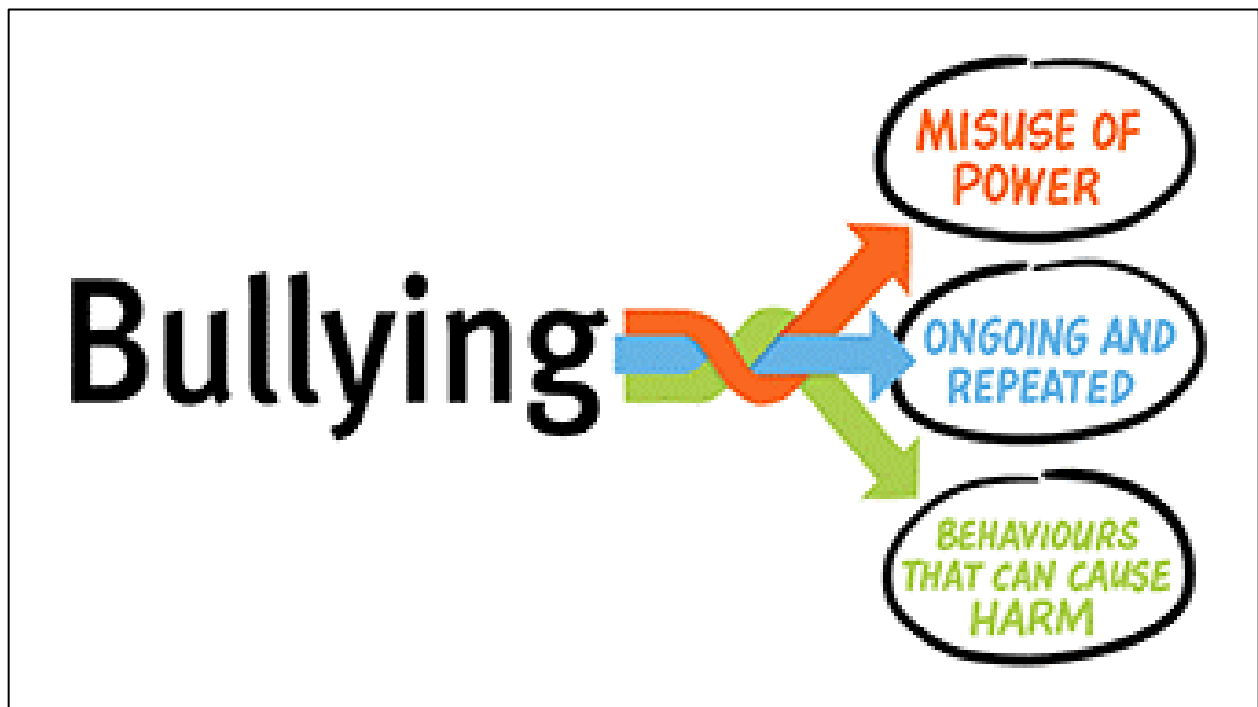 Bullying
MISUSE OF
POWER
ONGOING AND
REPEATED
BEHAVIOURS
THAT CAN CAUSE
HARM